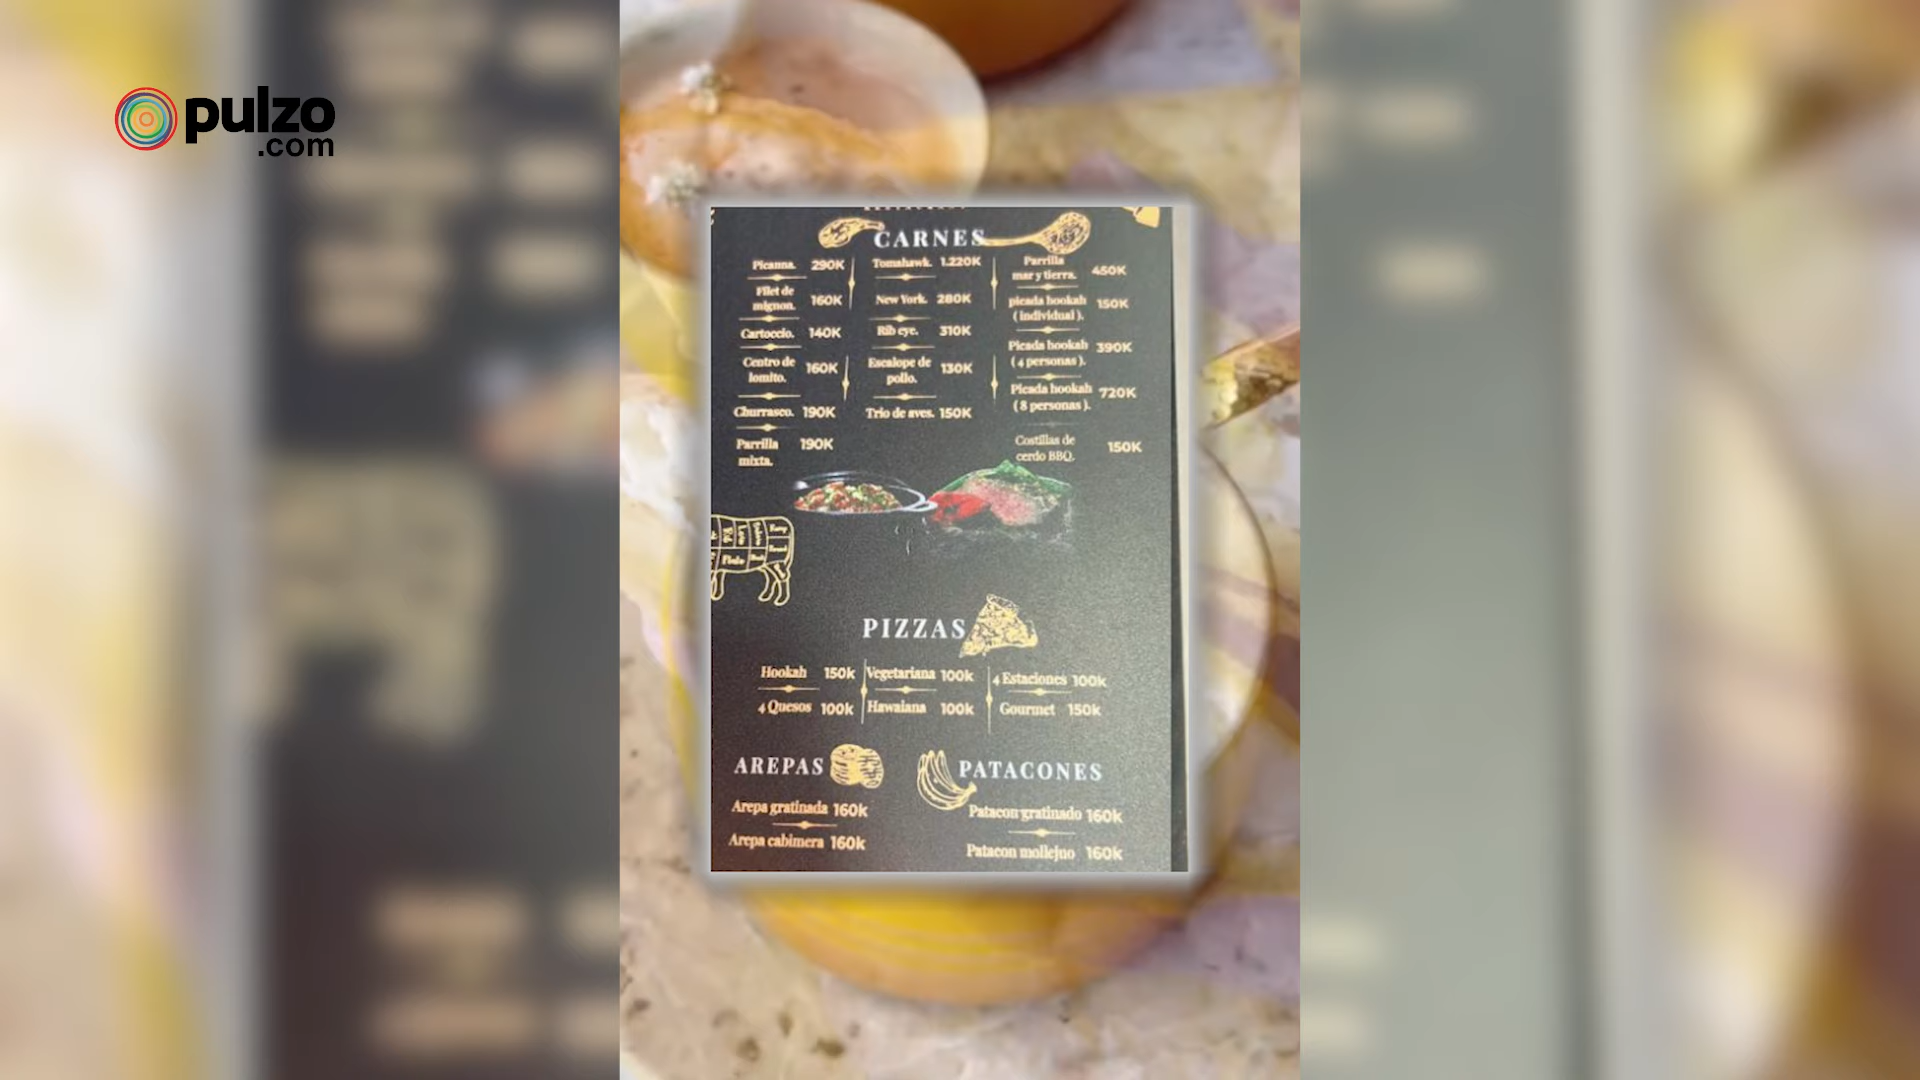 pulzo
.com
CARNES
Picanna. 290K
Filet de
mignon. 160K
Cartoccio. 140K
Centro de
lomito. 160K
Churrasco. 190K
Parrilla
mixta. 190K
Tomahawk. 1.220K
New York. 280K
Rib eye. 310K
Escalope de
pollo. 130K
Trio de aves. 150K
Parrilla
mar y tierra. 450K
picada hookah
( individual ). 150K
Picada hookah
( 4 personas ). 390K
Picada hookah
( 8 personas ). 720K
Costillas de
cerdo BBQ. 150K
PIZZAS
Hookah 150k
4 Quesos 100k
Vegetariana 100k
Hawaiana 100k
4 Estaciones 100k
Gourmet 150k
AREPAS
Arepa gratinada 160k
Arepa cabimera 160k
PATACONES
Patacon gratinado 160k
Patacon mollejuo 160k